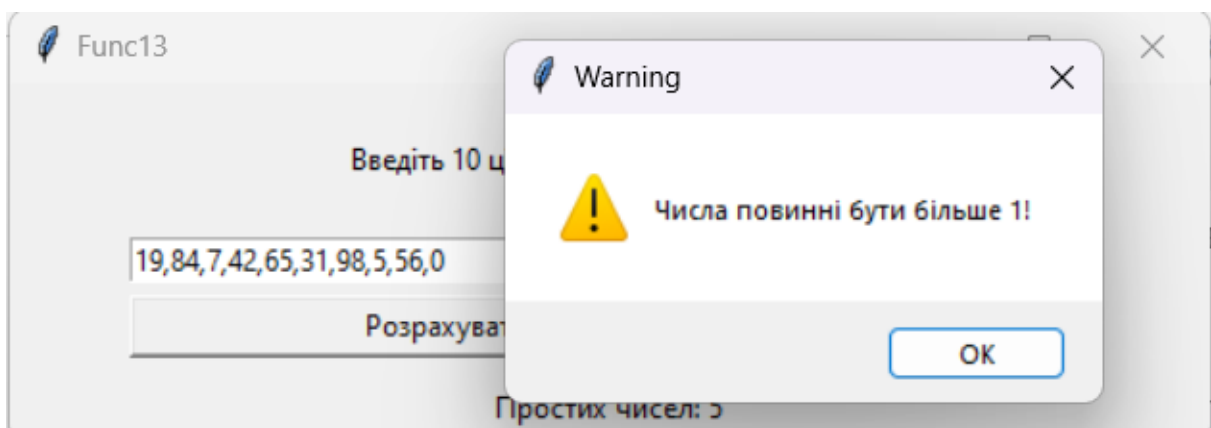 Func13
Warning
Введіть 10 ц
Числа повинні бути більше 1!
19,84,7,42,65,31,98,5,56,0
Розрахуват
OK
Простих чисел: 5